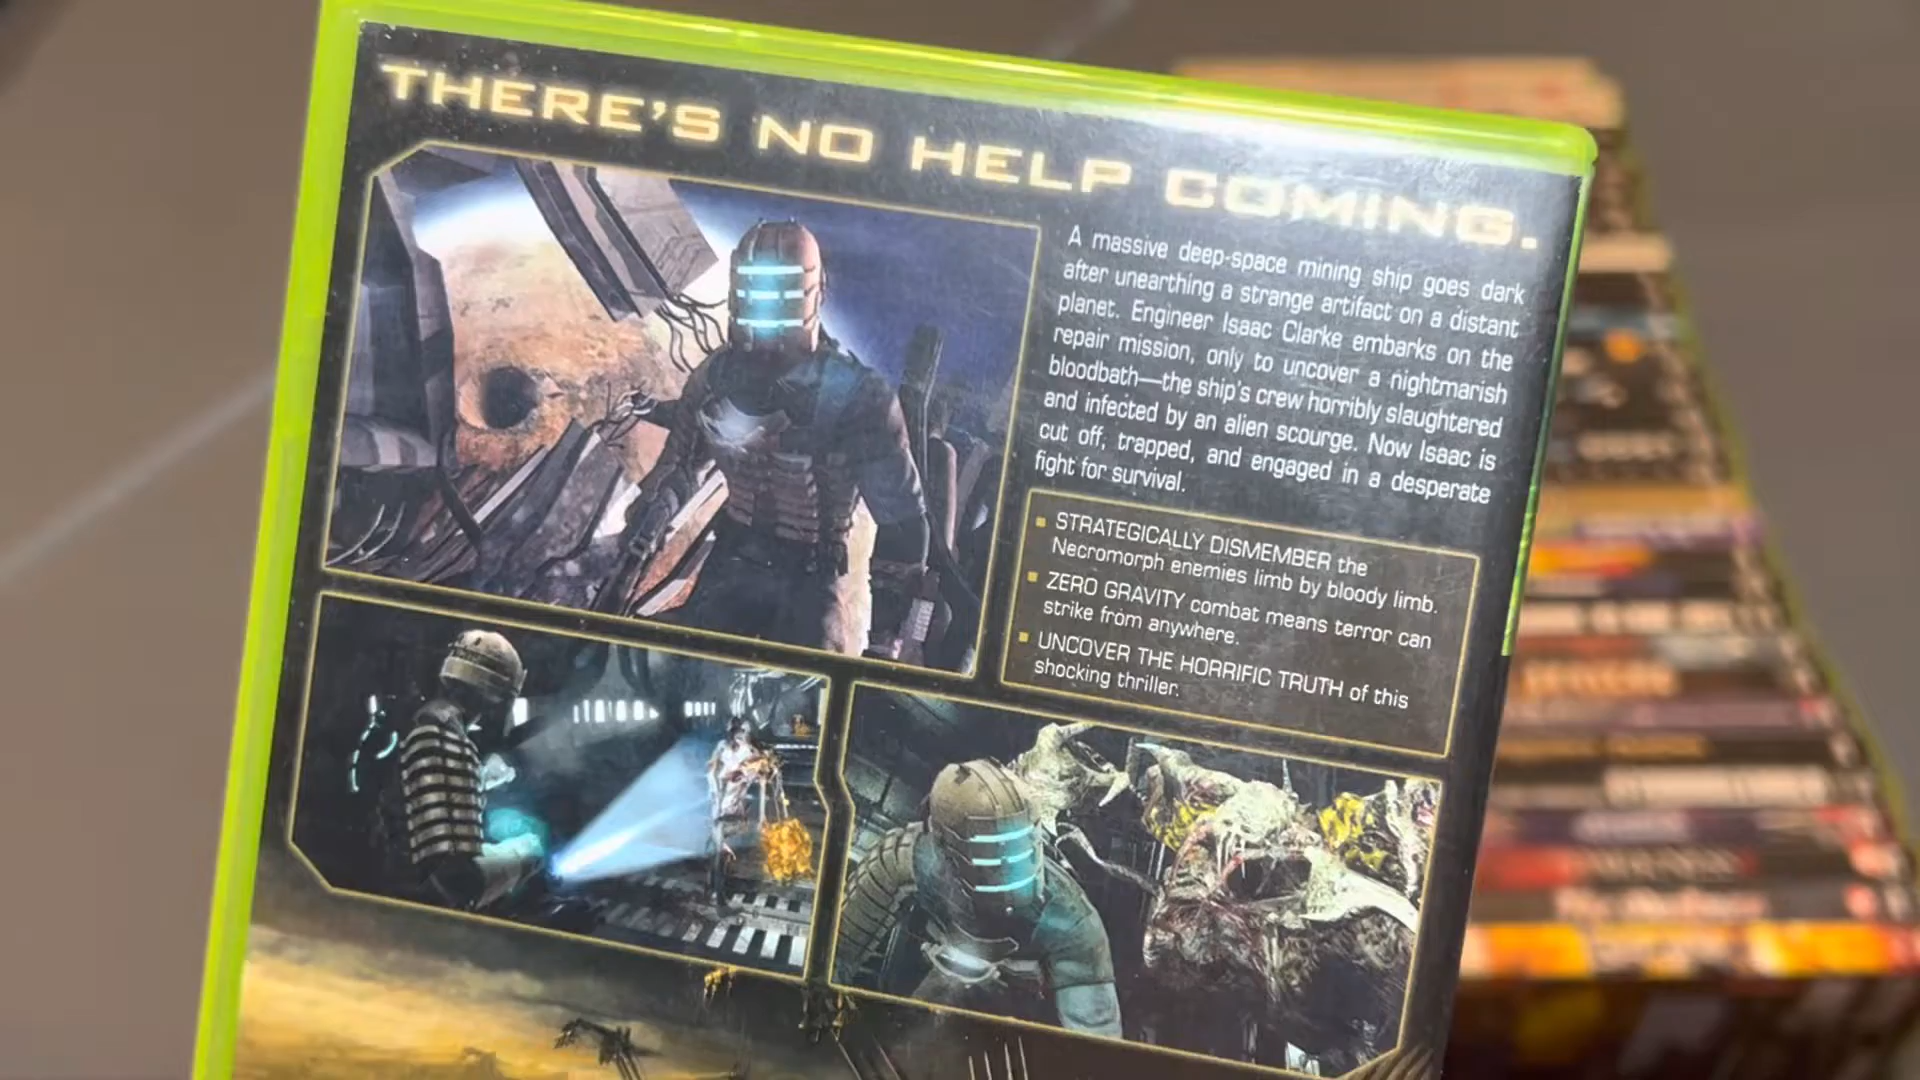 THERE'S NO HELP COMING.
A massive deep-space mining ship goes dark
after unearthing a strange artifact on a distant
planet. Engineer Isaac Clarke embarks on the
repair mission, only to uncover a nightmarish
bloodbath—the ship's crew horribly slaughtered
and infected by an alien scourge. Now Isaac is
cut off, trapped, and engaged in a desperate
fight for survival.
STRATEGICALLY DISMEMBER the
Necromorph enemies limb by bloody limb.
ZERO GRAVITY combat means terror can
strike from anywhere.
UNCOVER THE HORRIFIC TRUTH of this
shocking thriller.